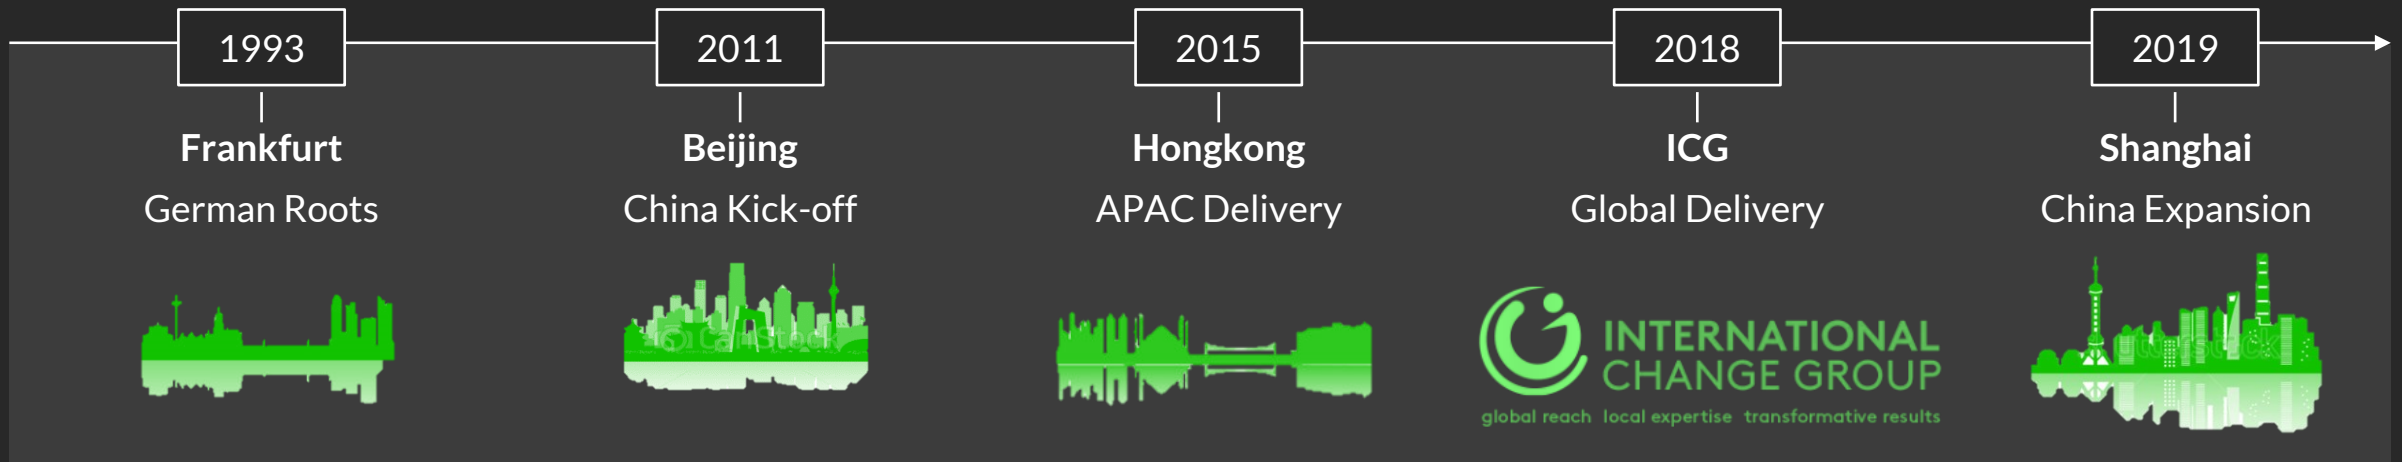 1993
2011
2015
2018
2019
Frankfurt
Beijing
Hongkong
ICG
Shanghai
German Roots
China Kick-off
APAC Delivery
Global Delivery
China Expansion
CanStock
INTERNATIONAL
CHANGE GROUP
global reach local expertise transformative results